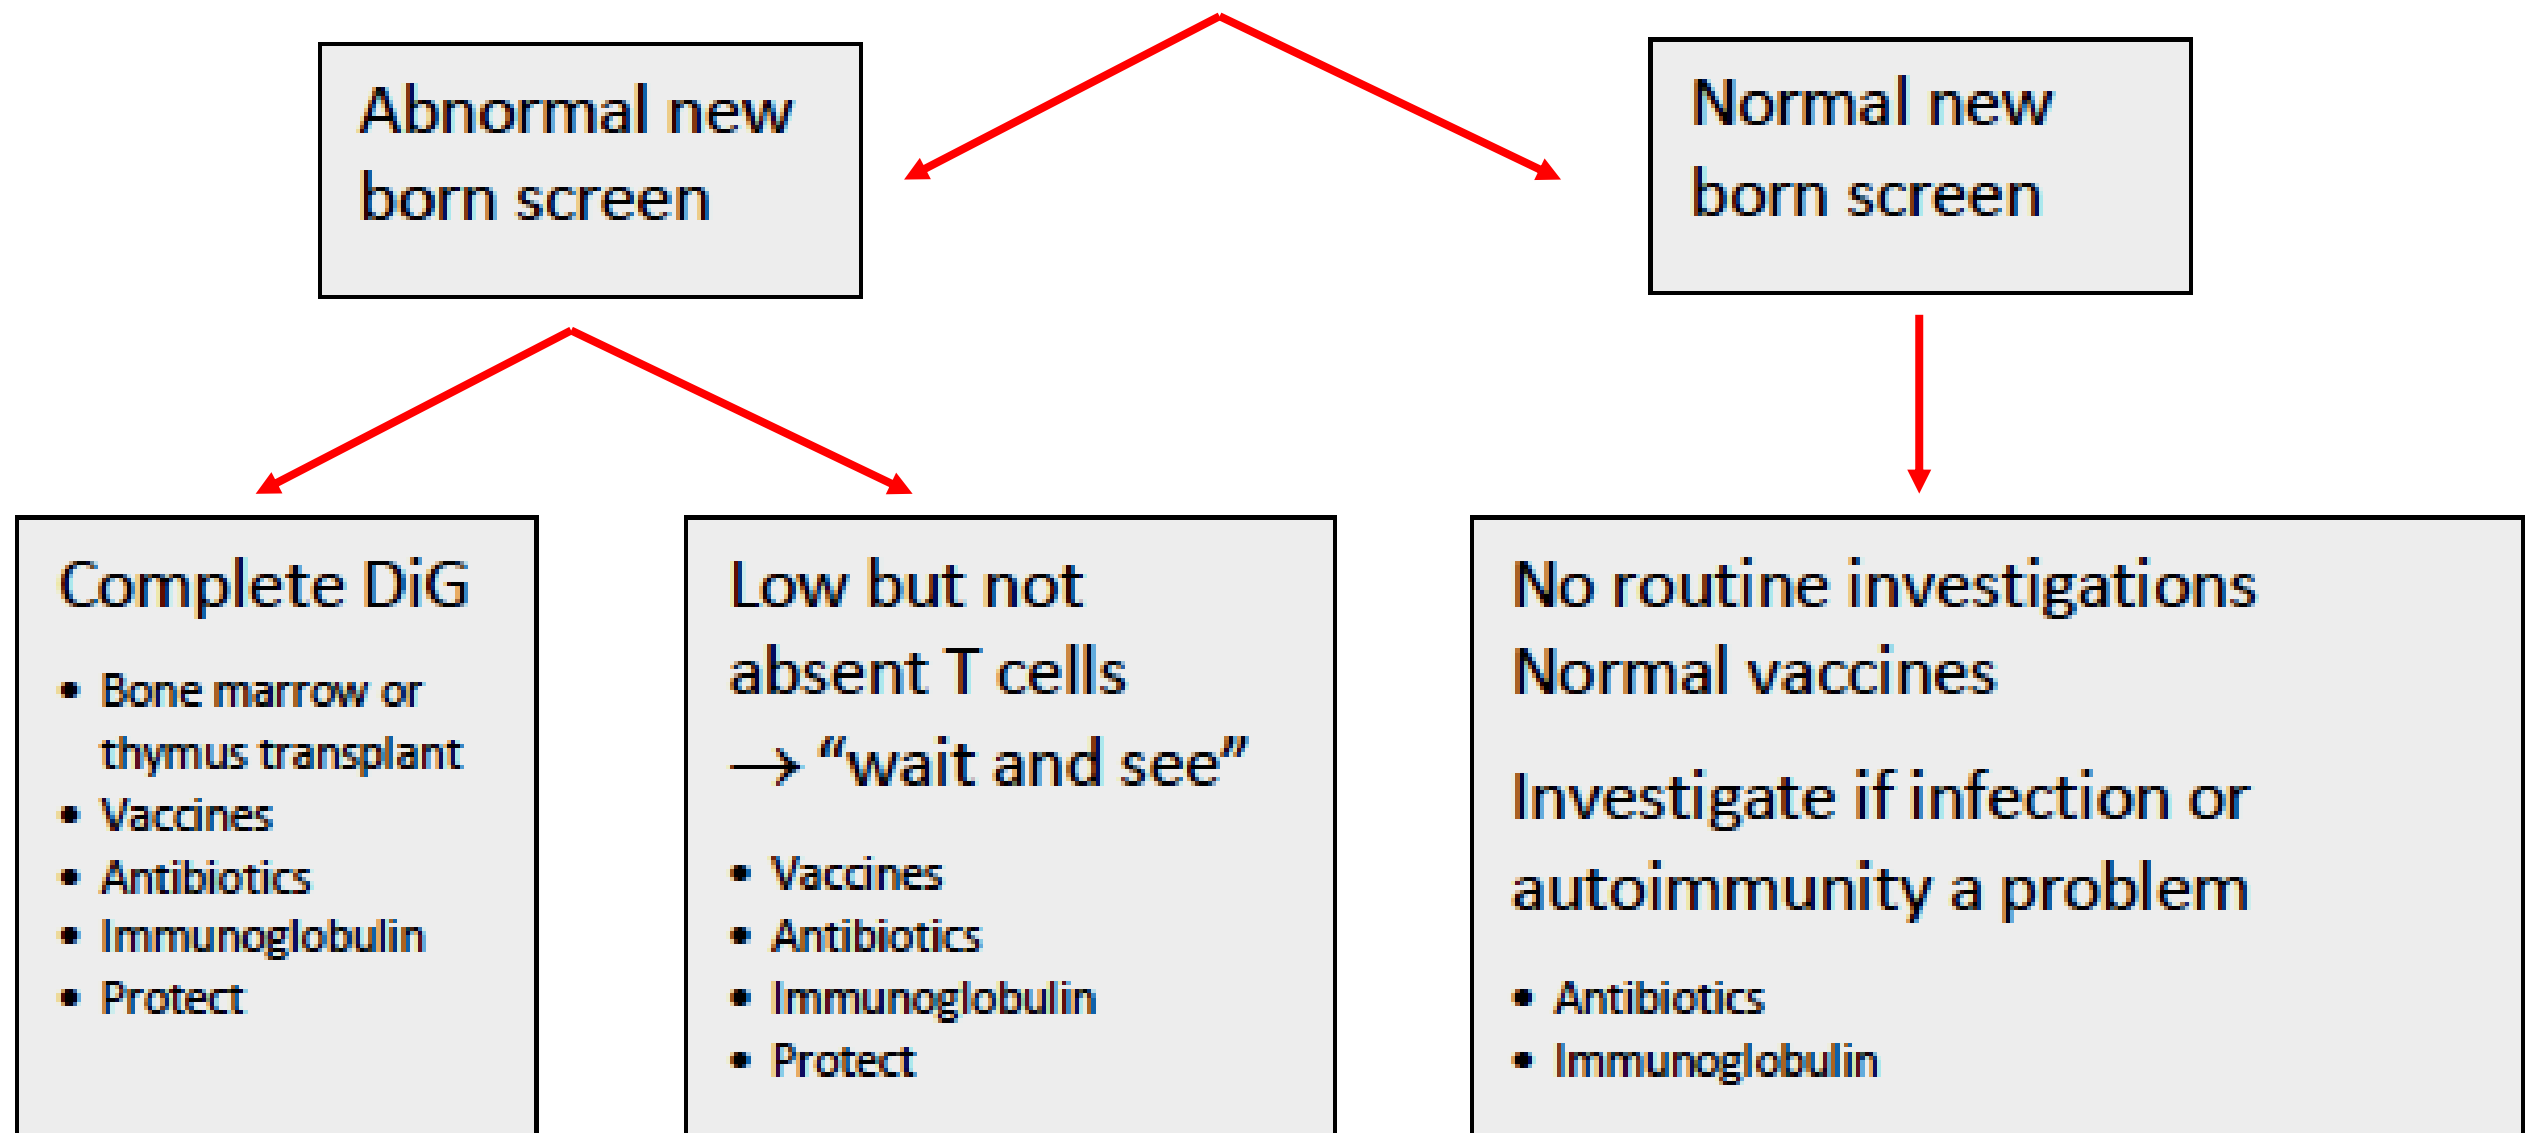 Abnormal new
born screen
Normal new
born screen
Complete DiG
• Bone marrow or
thymus transplant
• Vaccines
• Antibiotics
• Immunoglobulin
• Protect
Low but not
absent T cells
→ “wait and see”
• Vaccines
• Antibiotics
• Immunoglobulin
• Protect
No routine investigations
Normal vaccines
Investigate if infection or
autoimmunity a problem
• Antibiotics
• Immunoglobulin